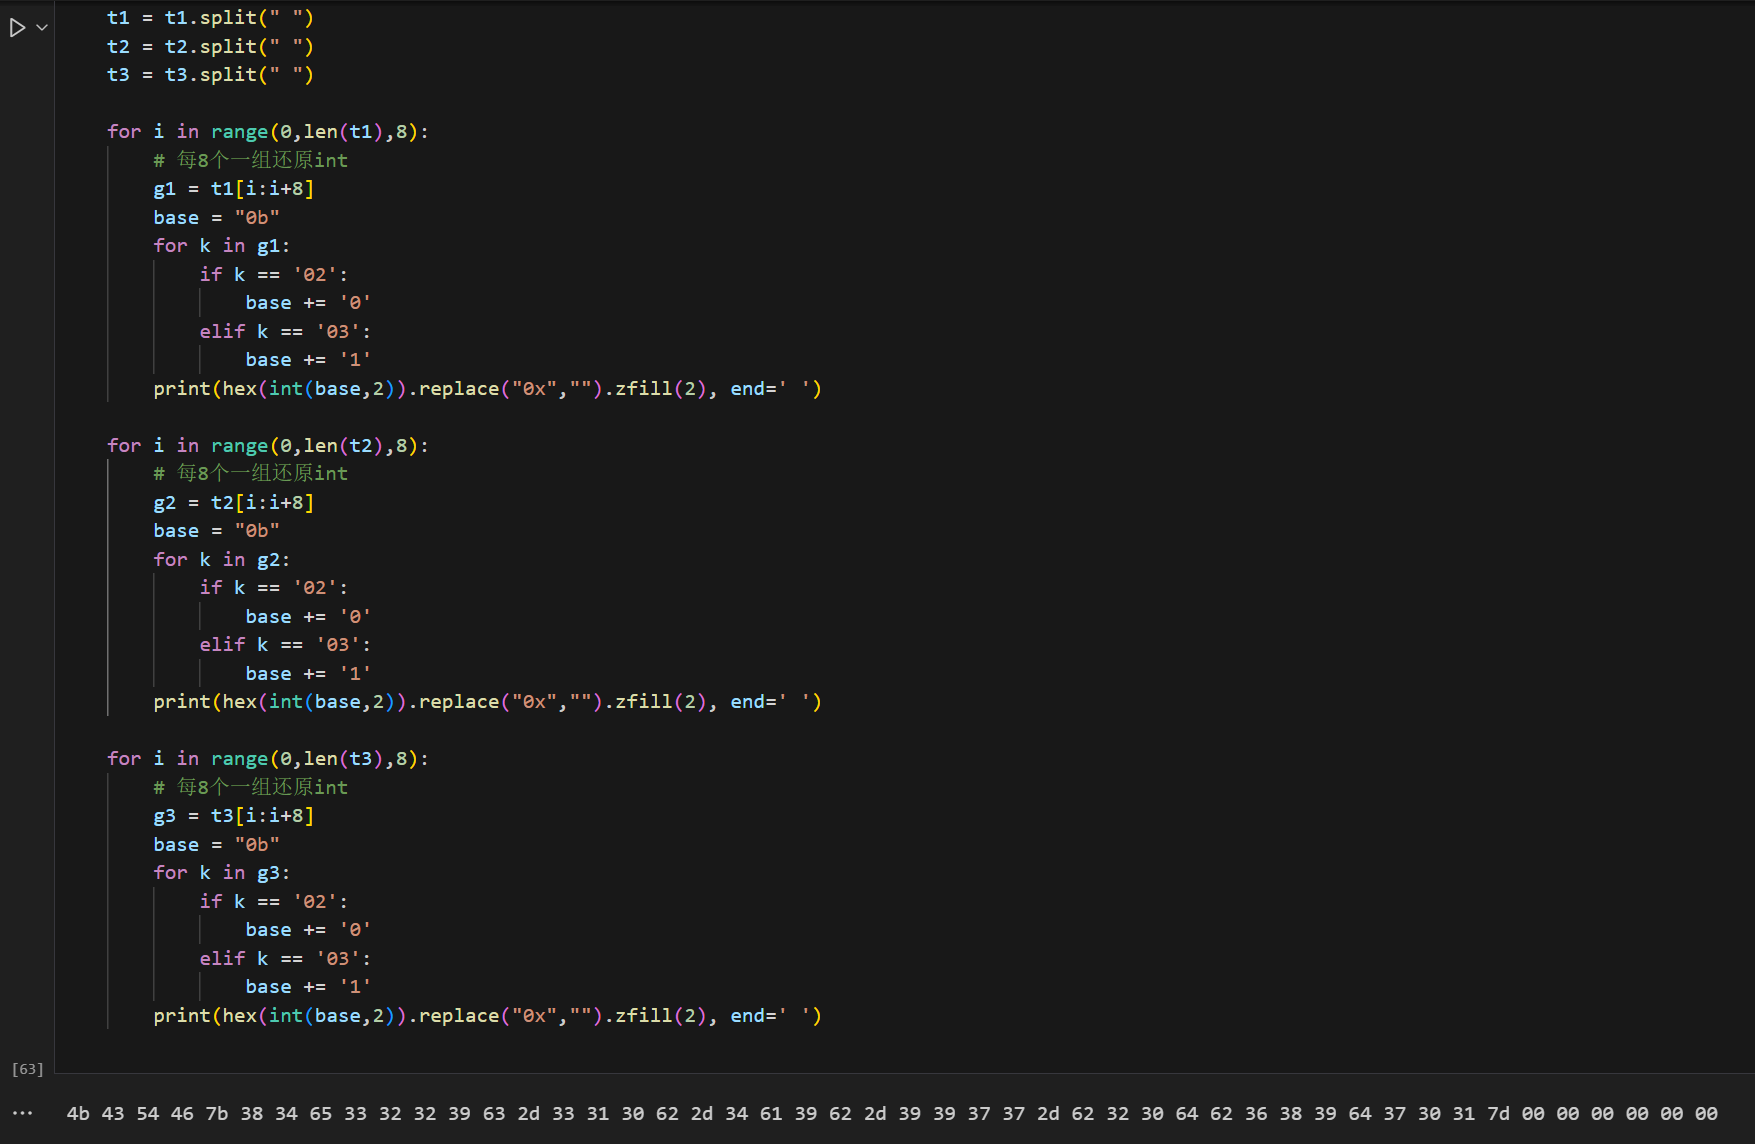 t1 = t1.split(" ")
t2 = t2.split(" ")
t3 = t3.split(" ")

for i in range(0,len(t1),8):
    # 每8个一组还原int
    g1 = t1[i:i+8]
    base = "0b"
    for k in g1:
        if k == '02':
            base += '0'
        elif k == '03':
            base += '1'
    print(hex(int(base,2)).replace("0x","").zfill(2), end=' ')

for i in range(0,len(t2),8):
    # 每8个一组还原int
    g2 = t2[i:i+8]
    base = "0b"
    for k in g2:
        if k == '02':
            base += '0'
        elif k == '03':
            base += '1'
    print(hex(int(base,2)).replace("0x","").zfill(2), end=' ')

for i in range(0,len(t3),8):
    # 每8个一组还原int
    g3 = t3[i:i+8]
    base = "0b"
    for k in g3:
        if k == '02':
            base += '0'
        elif k == '03':
            base += '1'
    print(hex(int(base,2)).replace("0x","").zfill(2), end=' ')
[63]
... 4b 43 54 46 7b 38 34 65 33 32 32 39 63 2d 33 31 30 62 2d 34 61 39 62 2d 39 39 37 37 2d 62 32 30 64 62 36 38 39 64 37 30 31 7d 00 00 00 00 00 00